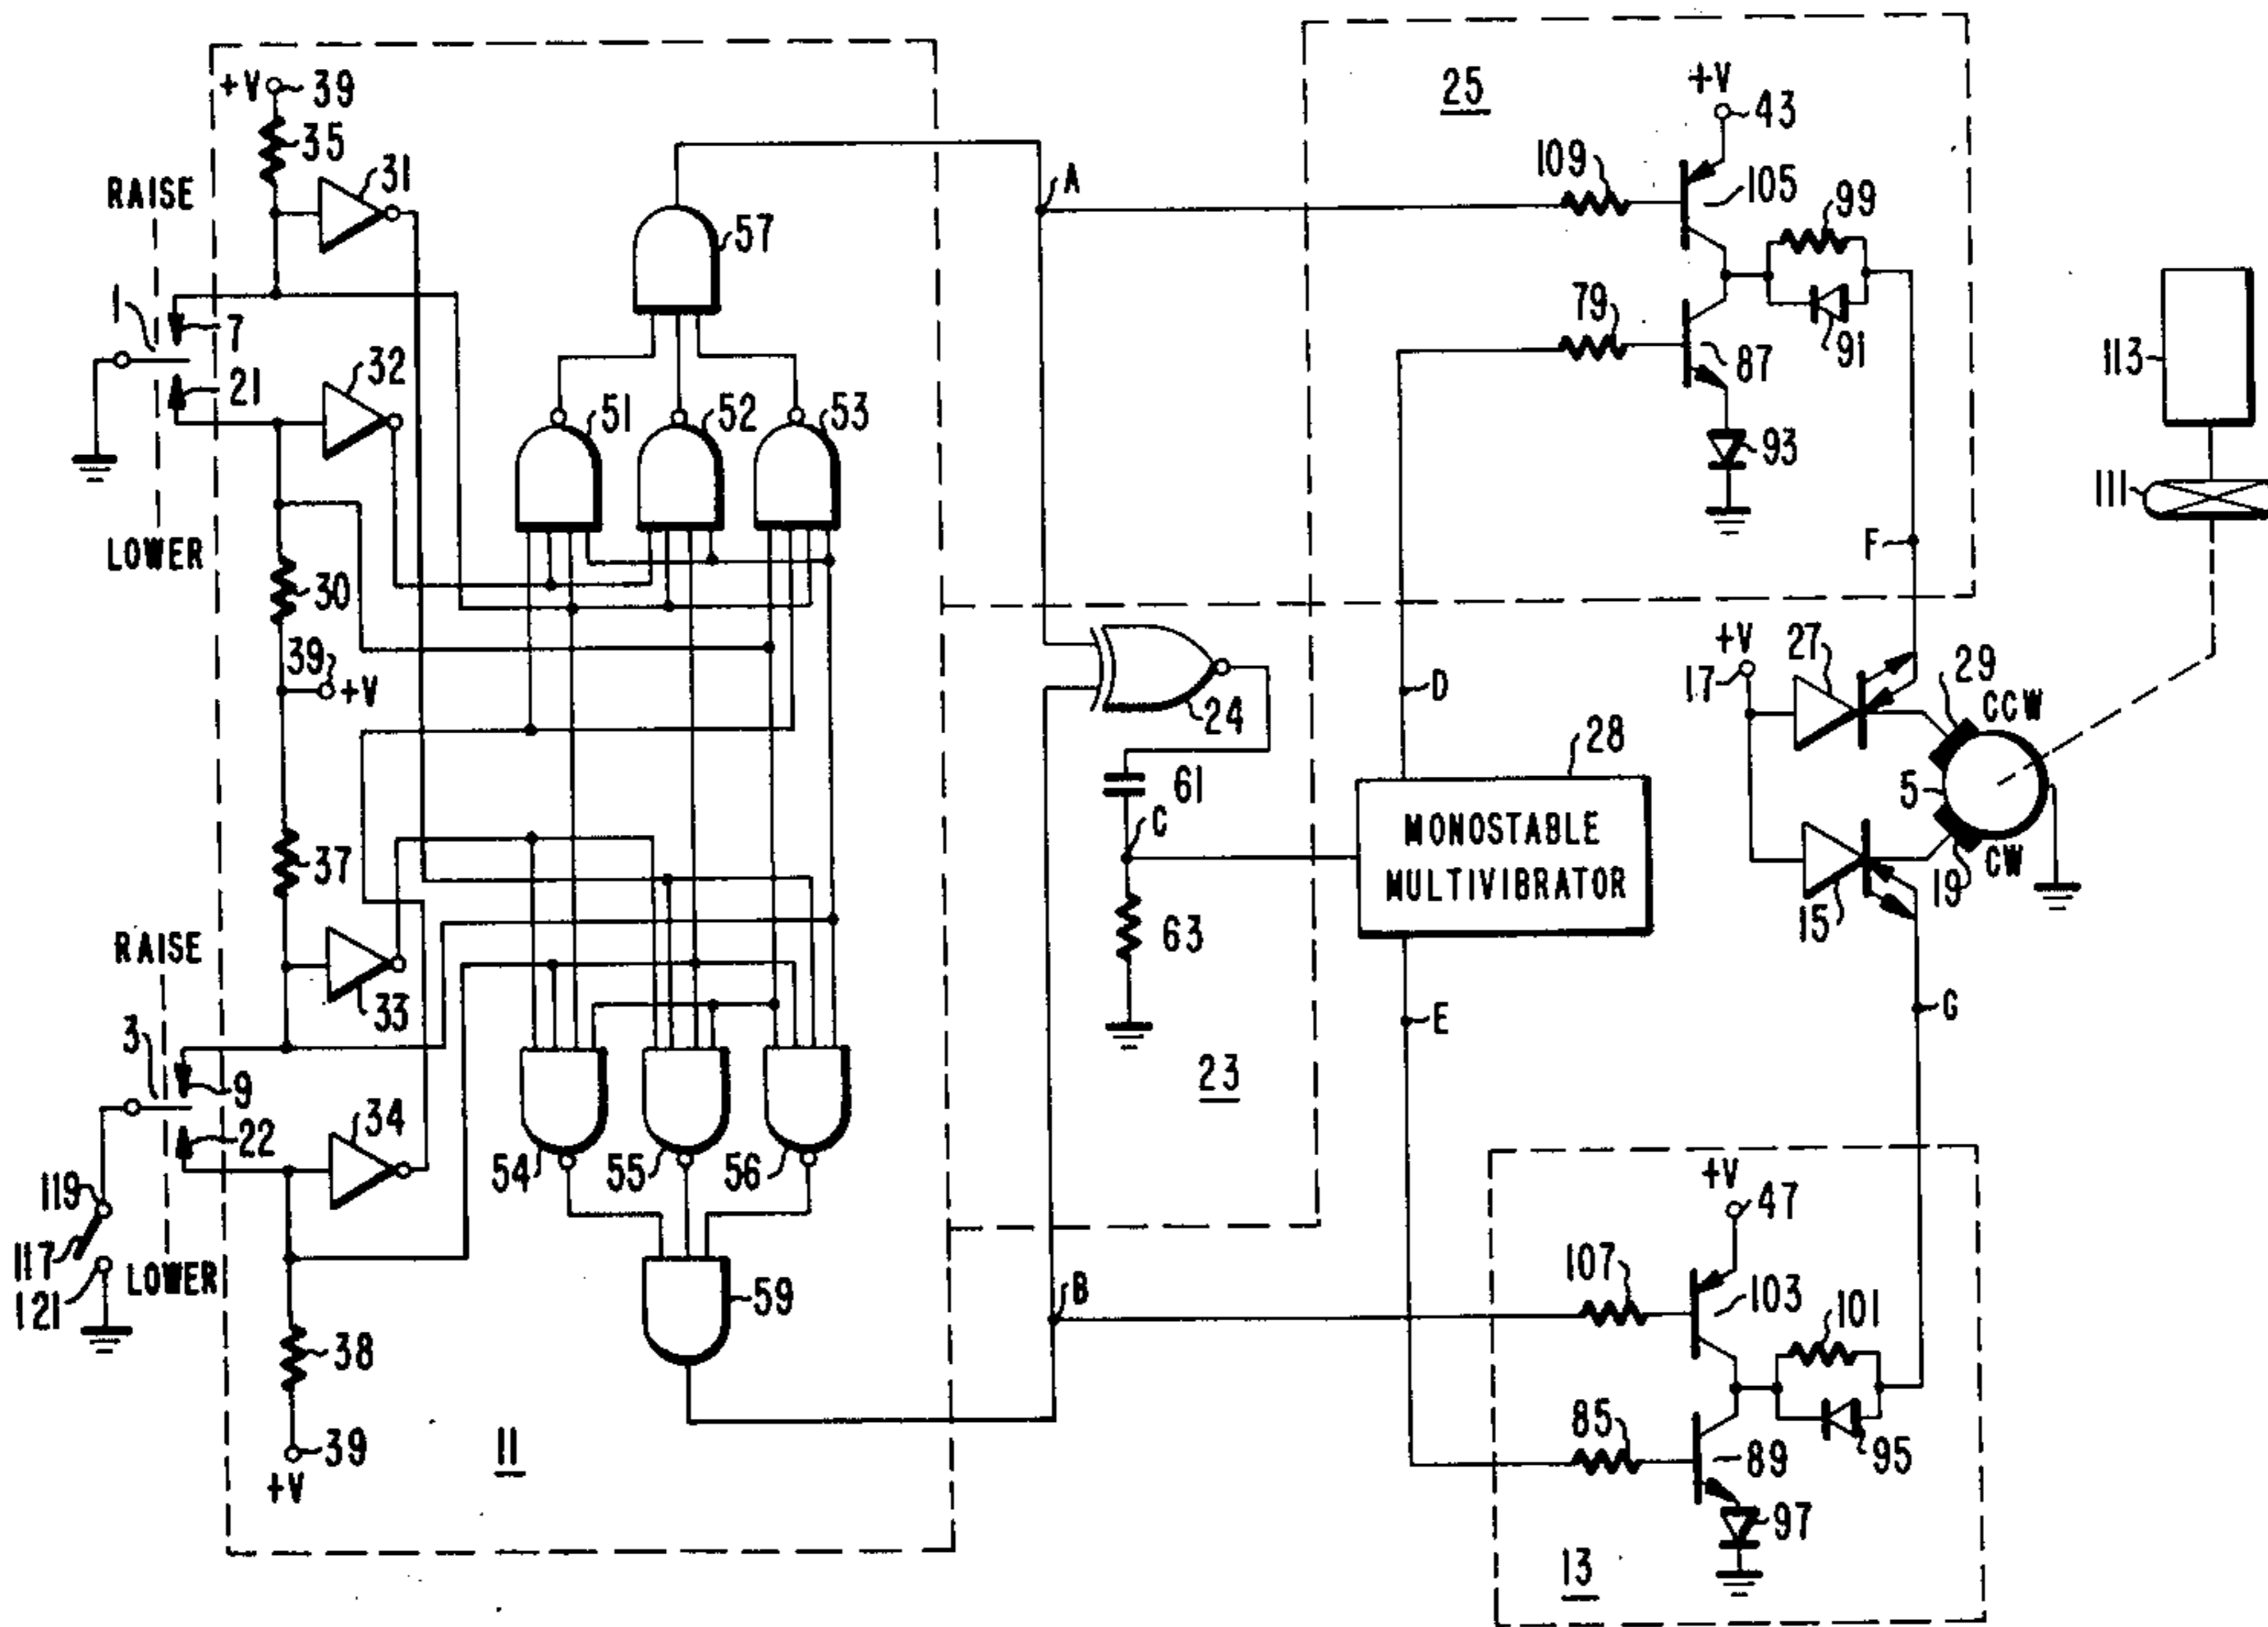 +V
39
35
31
RAISE
1
7
21
32
LOWER
30
39
+V
57
51
52
53
37
33
RAISE
3
9
22
34
119
117
121
LOWER
38
39
+V
54
55
56
59
11
A
24
61
C
63
23
B
25
+V
43
109
105
99
79
87
91
93
F
D
28
MONOSTABLE
MULTIVIBRATOR
E
+V
17
27
29
CCW
5
CW
19
15
G
113
111
+V
47
107
103
101
85
89
95
97
13